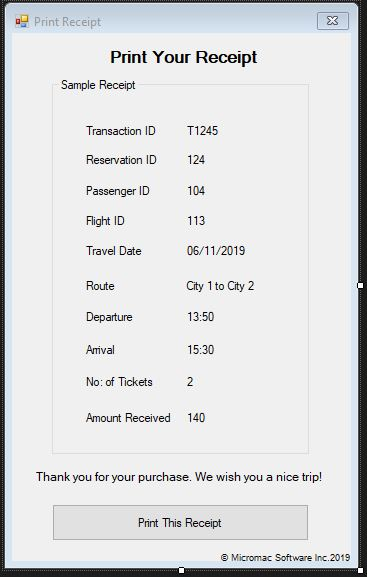 Print Receipt
Print Your Receipt
Sample Receipt
Transaction ID T1245
Reservation ID 124
Passenger ID 104
Flight ID 113
Travel Date 06/11/2019
Route City 1 to City 2
Departure 13:50
Arrival 15:30
No: of Tickets 2
Amount Received 140
Thank you for your purchase. We wish you a nice trip!
Print This Receipt
© Micromac Software Inc.2019